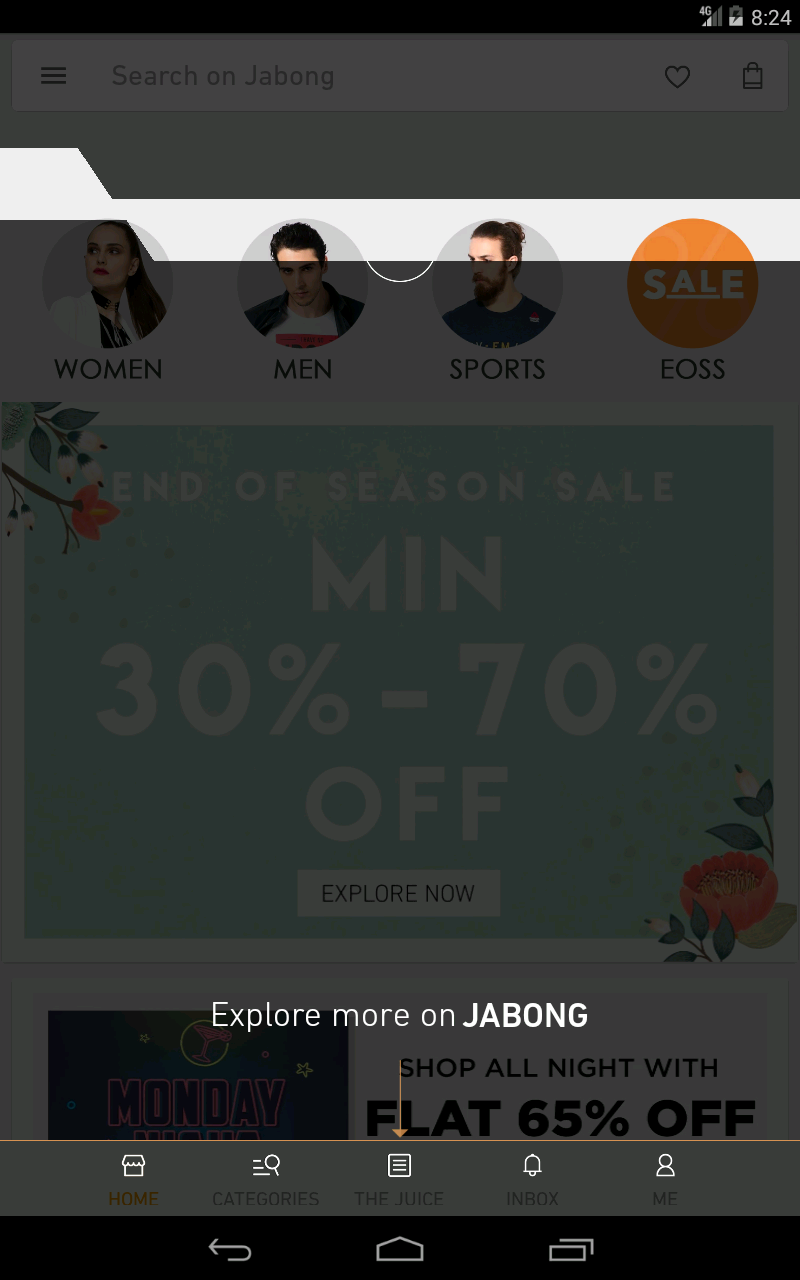 4G 8:24
Search on Jabong
SALE
WOMEN MEN SPORTS EOSS
END OF SEASON SALE
MIN
30% - 70%
OFF
EXPLORE NOW
Explore more on JABONG
MONDAY
SHOP ALL NIGHT WITH
FLAT 65% OFF
HOME CATEGORIES THE JUICE INBOX ME